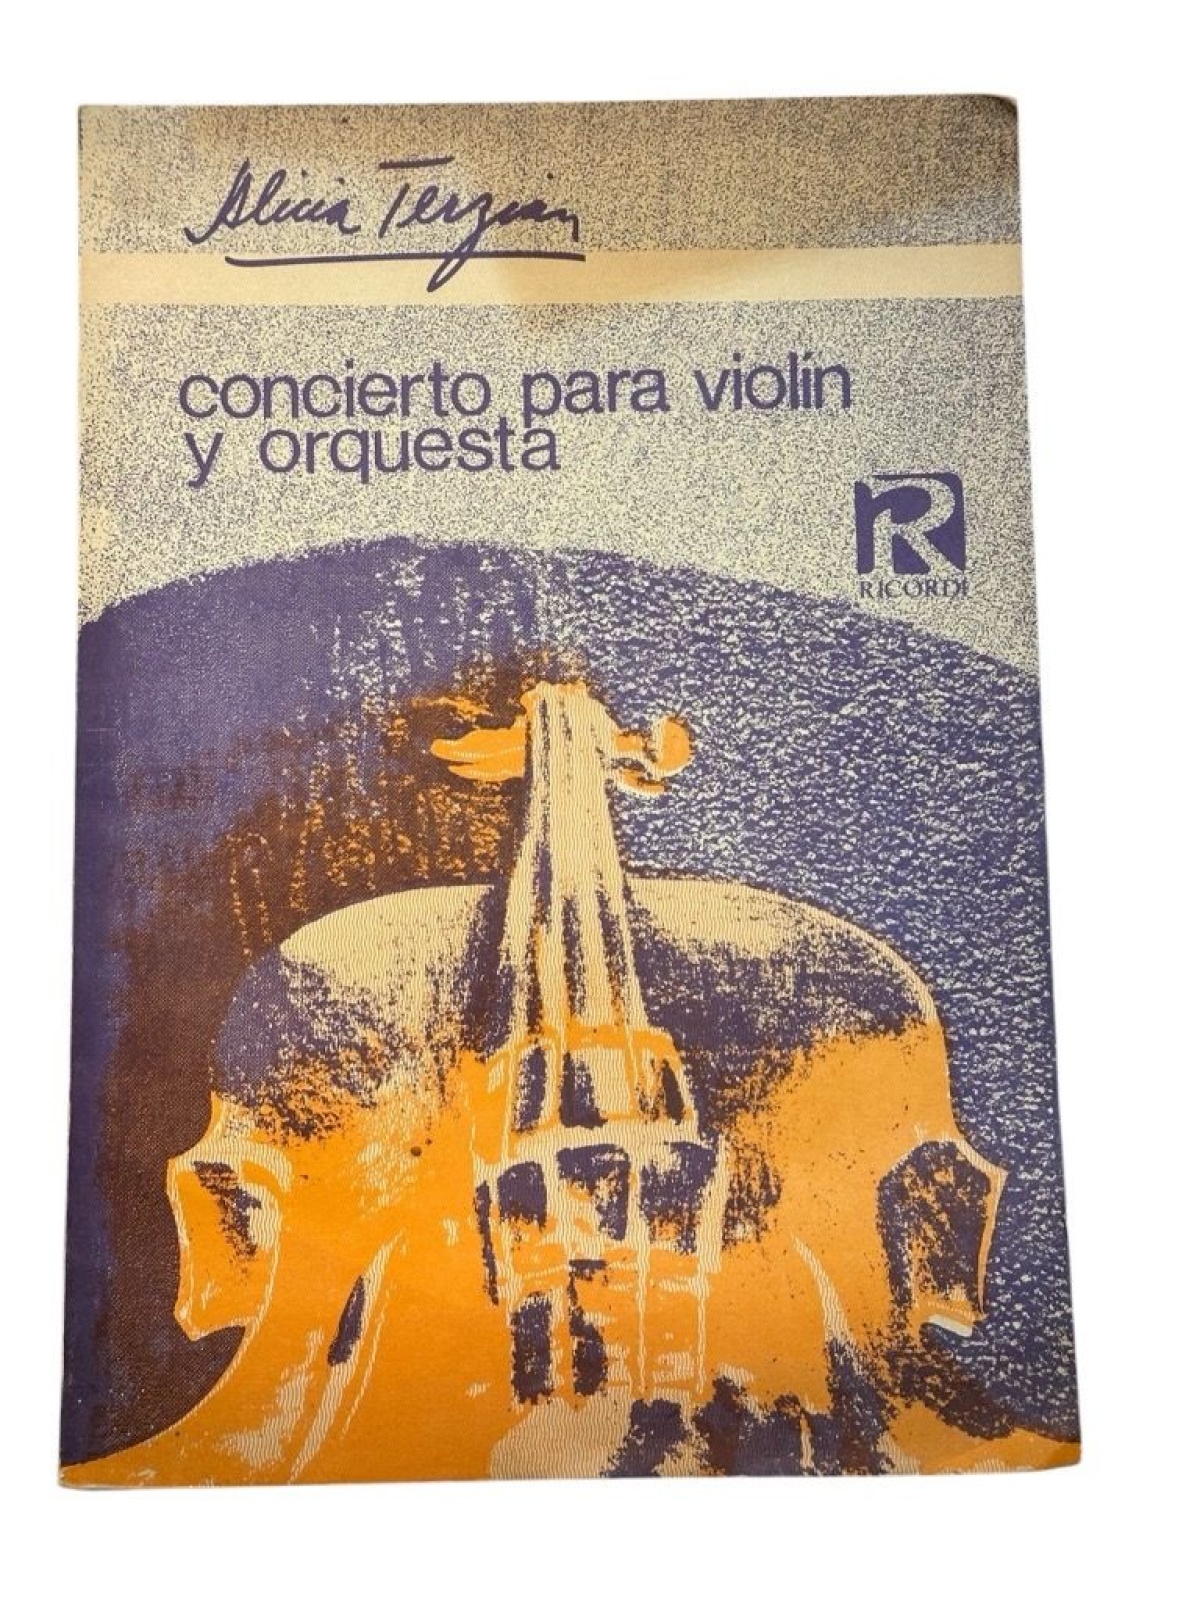 Alicia Terzian
concierto para violín
y orquesta
R
RICORDI